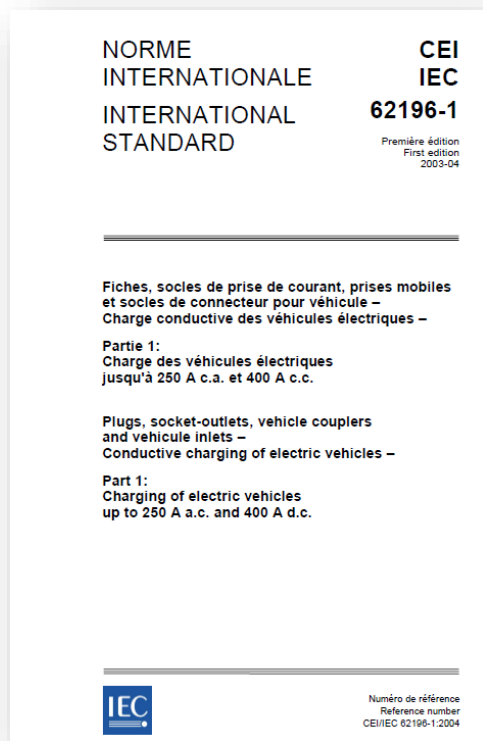 NORME
INTERNATIONALE
INTERNATIONAL
STANDARD
CEI
IEC
62196-1
Première édition
First edition
2003-04
Fiches, socles de prise de courant, prises mobiles
et socles de connecteur pour véhicule –
Charge conductive des véhicules électriques –
Partie 1:
Charge des véhicules électriques
jusqu'à 250 A c.a. et 400 A c.c.
Plugs, socket-outlets, vehicle couplers
and vehicule inlets –
Conductive charging of electric vehicles –
Part 1:
Charging of electric vehicles
up to 250 A a.c. and 400 A d.c.
IEC
Numéro de référence
Reference number
CEI/IEC 62196-1:2004